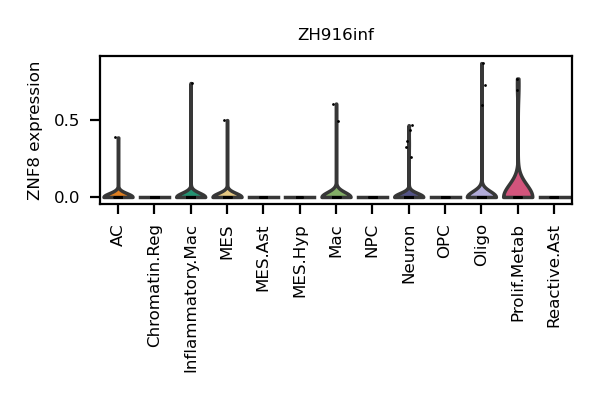 ZH916inf
ZNF8 expression
0.5
0.0
AC
Chromatin.Reg
Inflammatory.Mac
MES
MES.Ast
MES.Hyp
Mac
NPC
Neuron
OPC
Oligo
Prolif.Metab
Reactive.Ast